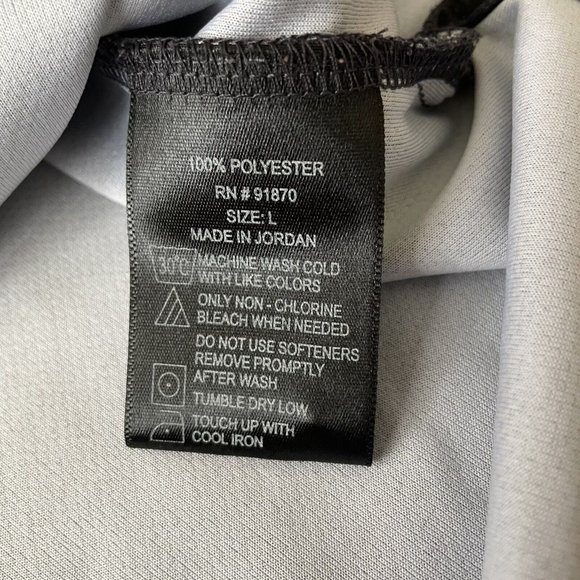 100% POLYESTER
RN # 91870
SIZE: L
MADE IN JORDAN
30°C MACHINE WASH COLD
WITH LIKE COLORS
ONLY NON - CHLORINE
BLEACH WHEN NEEDED
DO NOT USE SOFTENERS
REMOVE PROMPTLY
AFTER WASH
TUMBLE DRY LOW
TOUCH UP WITH
COOL IRON